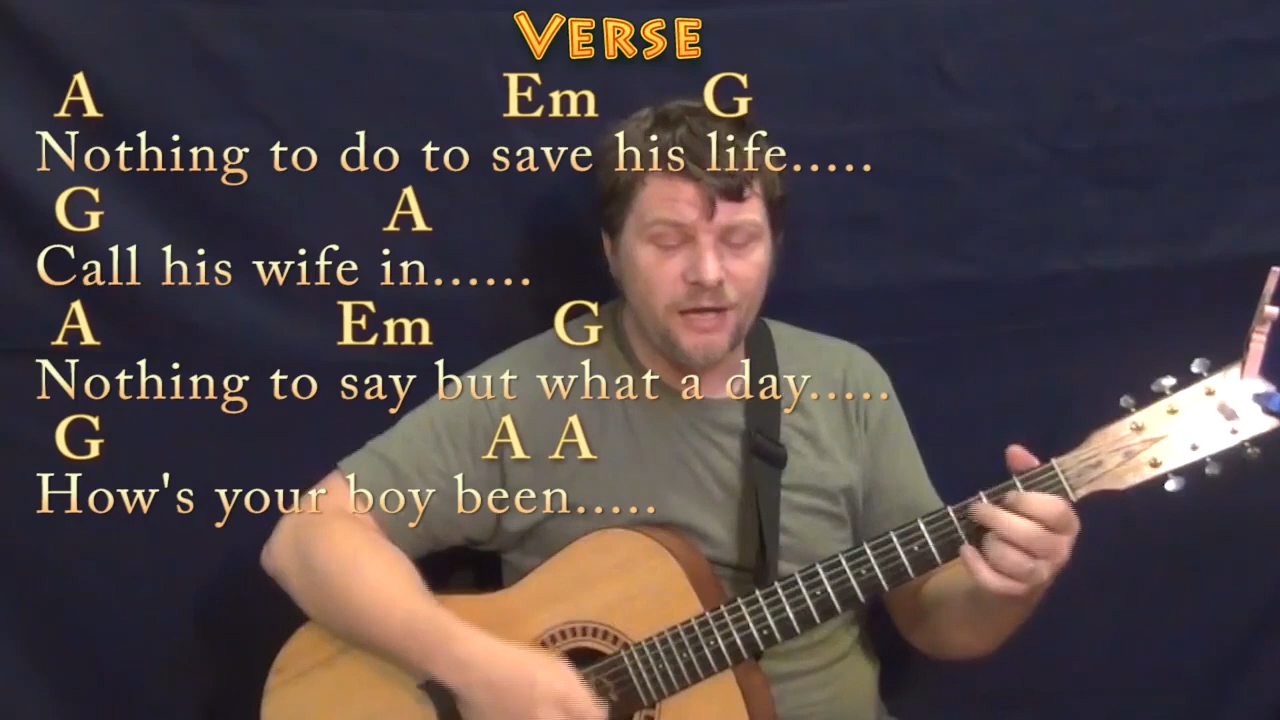 VERSE
A Em G
Nothing to do to save his life.....
G A
Call his wife in......
A Em G
Nothing to say but what a day.....
G A A
How's your boy been.....